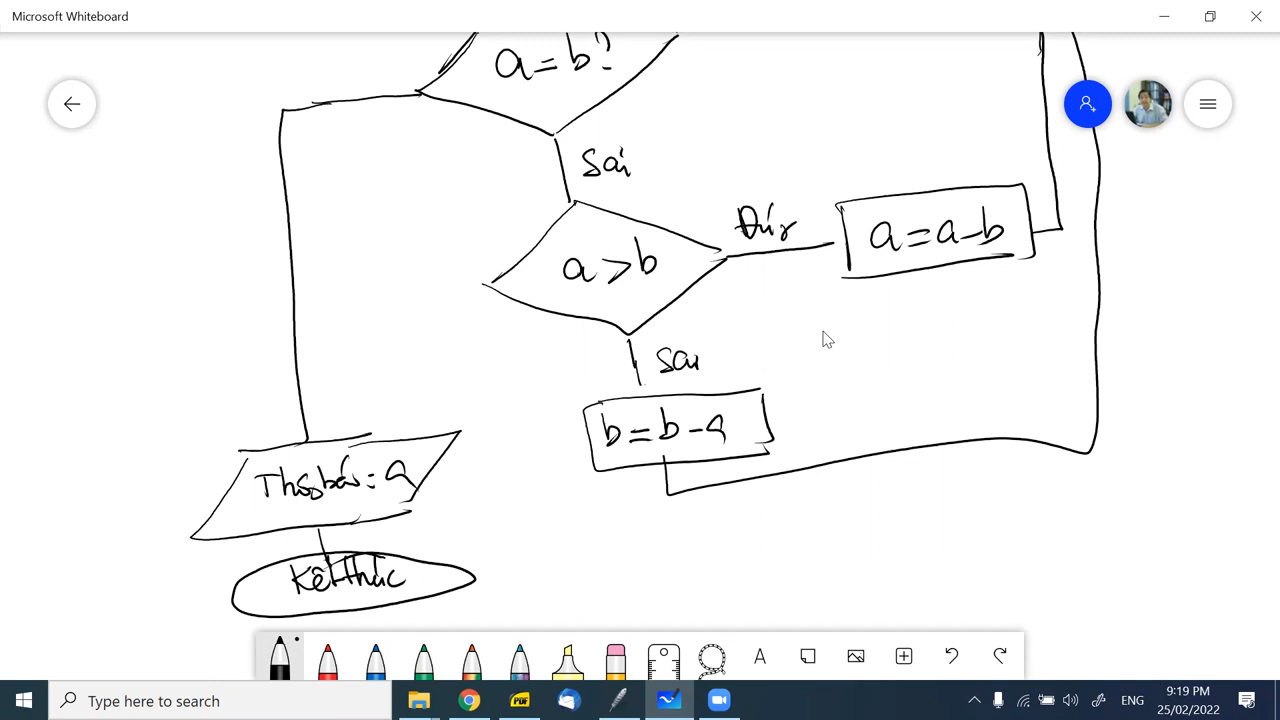 Microsoft Whiteboard
a = b?
Sai
Đúng
a = a - b
a > b
Sai
b = b - a
Thông báo: a
Kết thúc
A
Type here to search
PDF
ENG
9:19 PM
25/02/2022